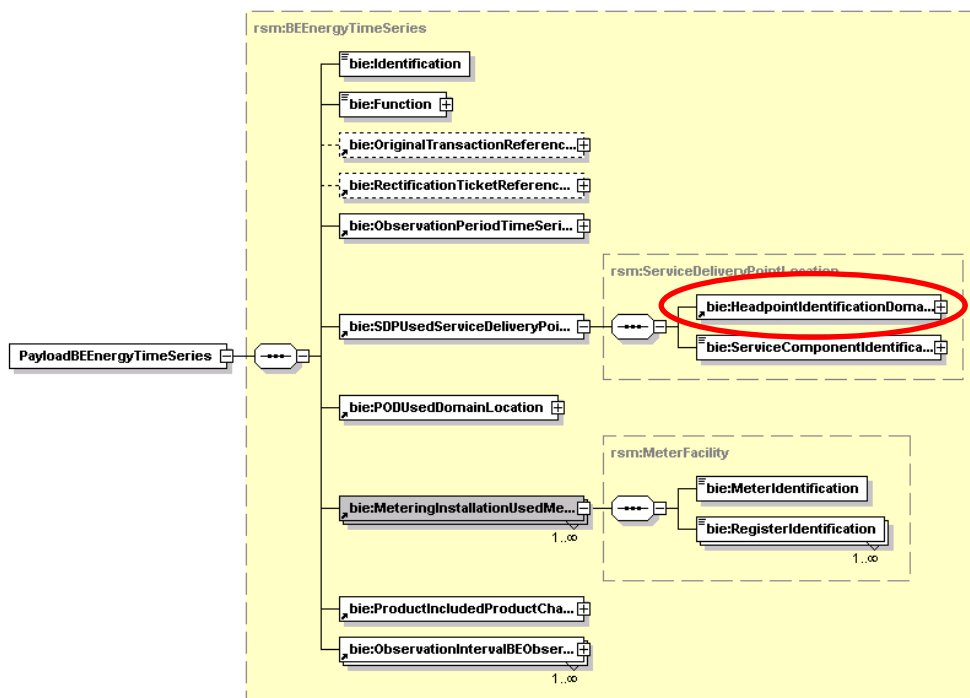 rsm:BEEnergyTimeSeries
bie:Identification
bie:Function
bie:OriginalTransactionReferenc...
bie:RectificationTicketReferenc...
bie:ObservationPeriodTimeSeri...
rsm:ServiceDeliveryPointLocation
bie:HeadpointIdentificationDoma...
bie:SDPUsedServiceDeliveryPoi...
bie:ServiceComponentIdentifica...
PayloadBEEnergyTimeSeries
bie:PODUsedDomainLocation
rsm:MeterFacility
bie:MeterIdentification
bie:MeteringInstallationUsedMe...
1..∞
bie:RegisterIdentification
1..∞
bie:ProductIncludedProductCha...
bie:ObservationIntervalBEObser...
1..∞